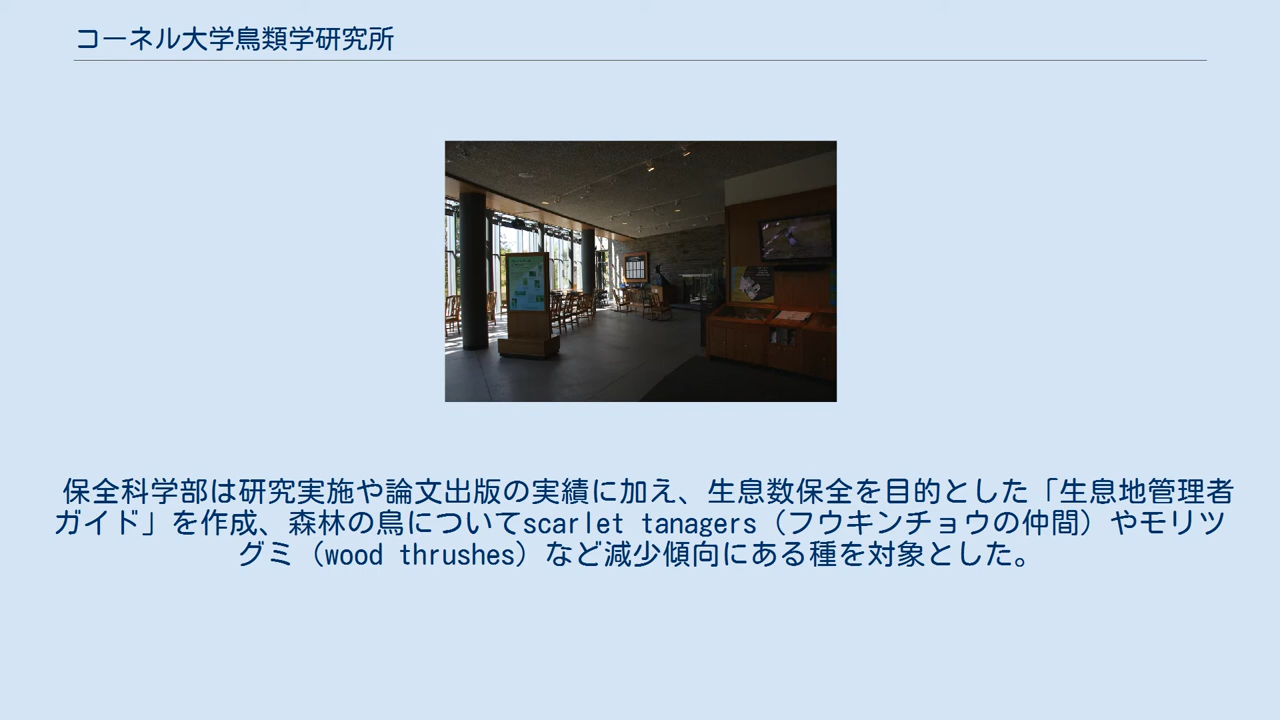 コーネル大学鳥類学研究所
保全科学部は研究実施や論文出版の実績に加え、生息数保全を目的とした「生息地管理者
ガイド」を作成、森林の鳥についてscarlet tanagers（フウキンチョウの仲間）やモリツ
グミ（wood thrushes）など減少傾向にある種を対象とした。